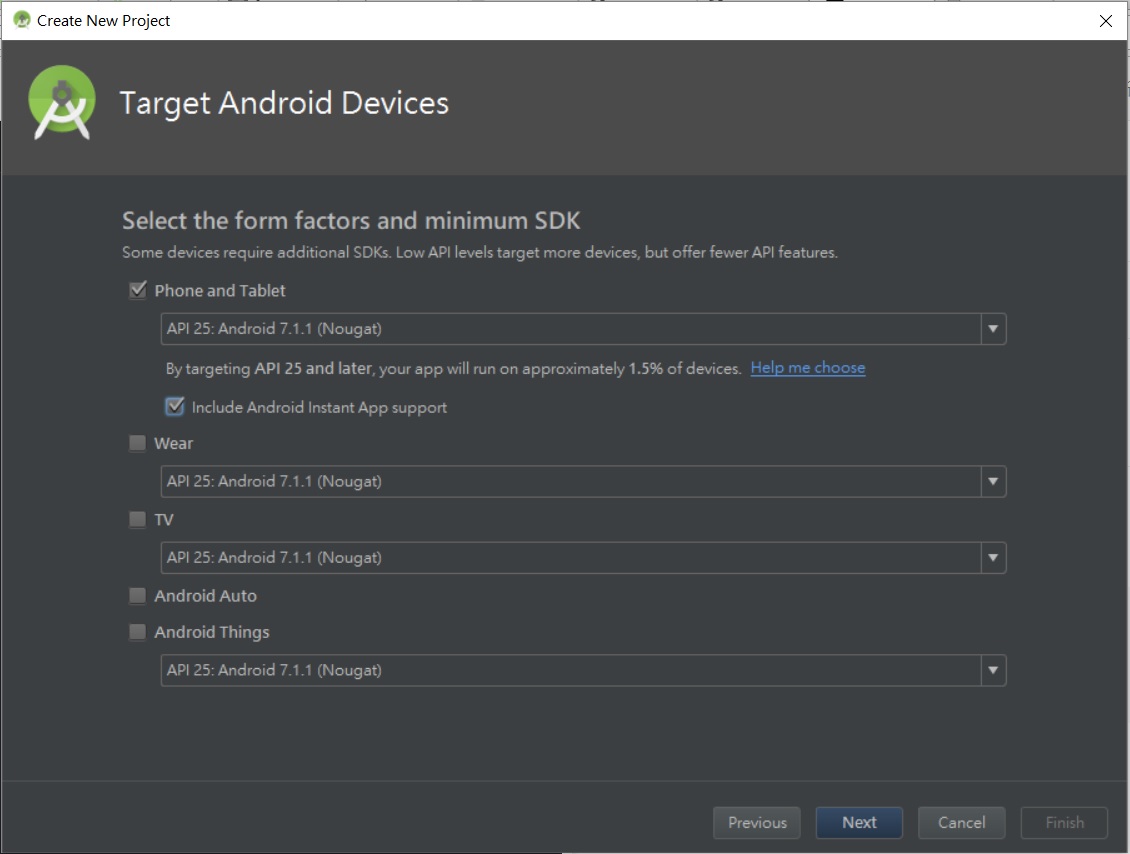 Create New Project
Target Android Devices
Select the form factors and minimum SDK
Some devices require additional SDKs. Low API levels target more devices, but offer fewer API features.
Phone and Tablet
API 25: Android 7.1.1 (Nougat)
By targeting API 25 and later, your app will run on approximately 1.5% of devices. Help me choose
Include Android Instant App support
Wear
API 25: Android 7.1.1 (Nougat)
TV
API 25: Android 7.1.1 (Nougat)
Android Auto
Android Things
API 25: Android 7.1.1 (Nougat)
Previous Next Cancel Finish